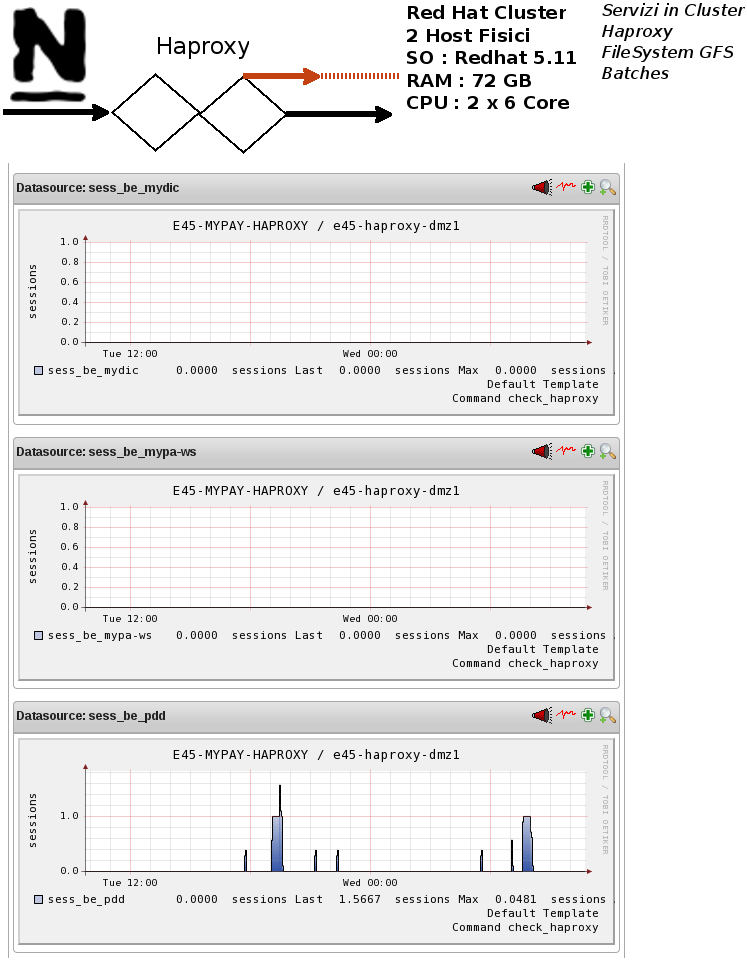 N
Haproxy
Red Hat Cluster
2 Host Fisici
SO : Redhat 5.11
RAM : 72 GB
CPU : 2 x 6 Core
Servizi in Cluster
Haproxy
FileSystem GFS
Batches
Datasource: sess_be_mydic
E45-MYPAY-HAPROXY / e45-haproxy-dmz1
RRDTOOL / TOBI OETIKER
sessions
1.0
0.8
0.6
0.4
0.2
0.0
Tue 12:00 Wed 00:00
sess_be_mydic 0.0000 sessions Last 0.0000 sessions Max 0.0000 sessions
Default Template
Command check_haproxy
Datasource: sess_be_mypa-ws
E45-MYPAY-HAPROXY / e45-haproxy-dmz1
RRDTOOL / TOBI OETIKER
sessions
1.0
0.8
0.6
0.4
0.2
0.0
Tue 12:00 Wed 00:00
sess_be_mypa-ws 0.0000 sessions Last 0.0000 sessions Max 0.0000 sessions
Default Template
Command check_haproxy
Datasource: sess_be_pdd
E45-MYPAY-HAPROXY / e45-haproxy-dmz1
RRDTOOL / TOBI OETIKER
sessions
1.0
0.0
Tue 12:00 Wed 00:00
sess_be_pdd 0.0000 sessions Last 1.5667 sessions Max 0.0481 sessions
Default Template
Command check_haproxy